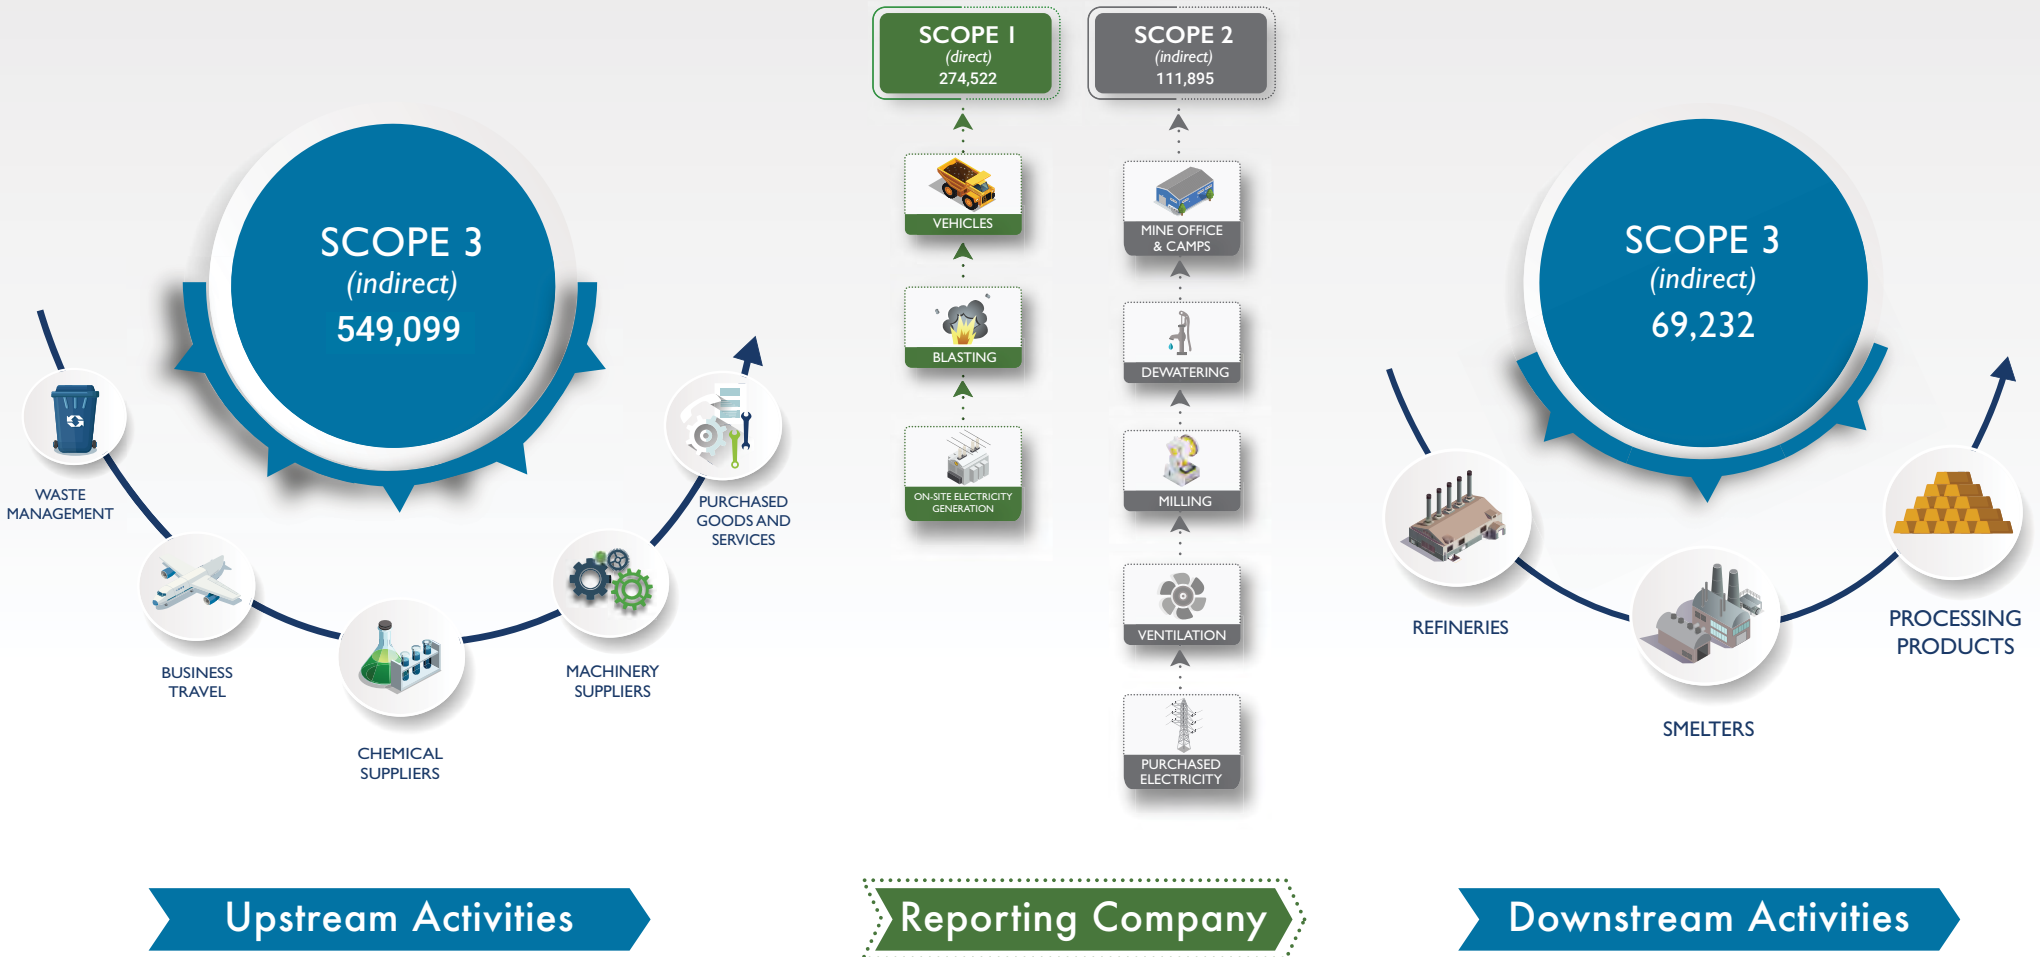 SCOPE 3
(indirect)
549,099
WASTE
MANAGEMENT
BUSINESS
TRAVEL
CHEMICAL
SUPPLIERS
MACHINERY
SUPPLIERS
PURCHASED
GOODS AND
SERVICES
Upstream Activities
SCOPE 1
(direct)
274,522
VEHICLES
BLASTING
ON-SITE ELECTRICITY
GENERATION
SCOPE 2
(indirect)
111,895
MINE OFFICE
& CAMPS
DEWATERING
MILLING
VENTILATION
PURCHASED
ELECTRICITY
Reporting Company
SCOPE 3
(indirect)
69,232
REFINERIES
SMELTERS
PROCESSING
PRODUCTS
Downstream Activities